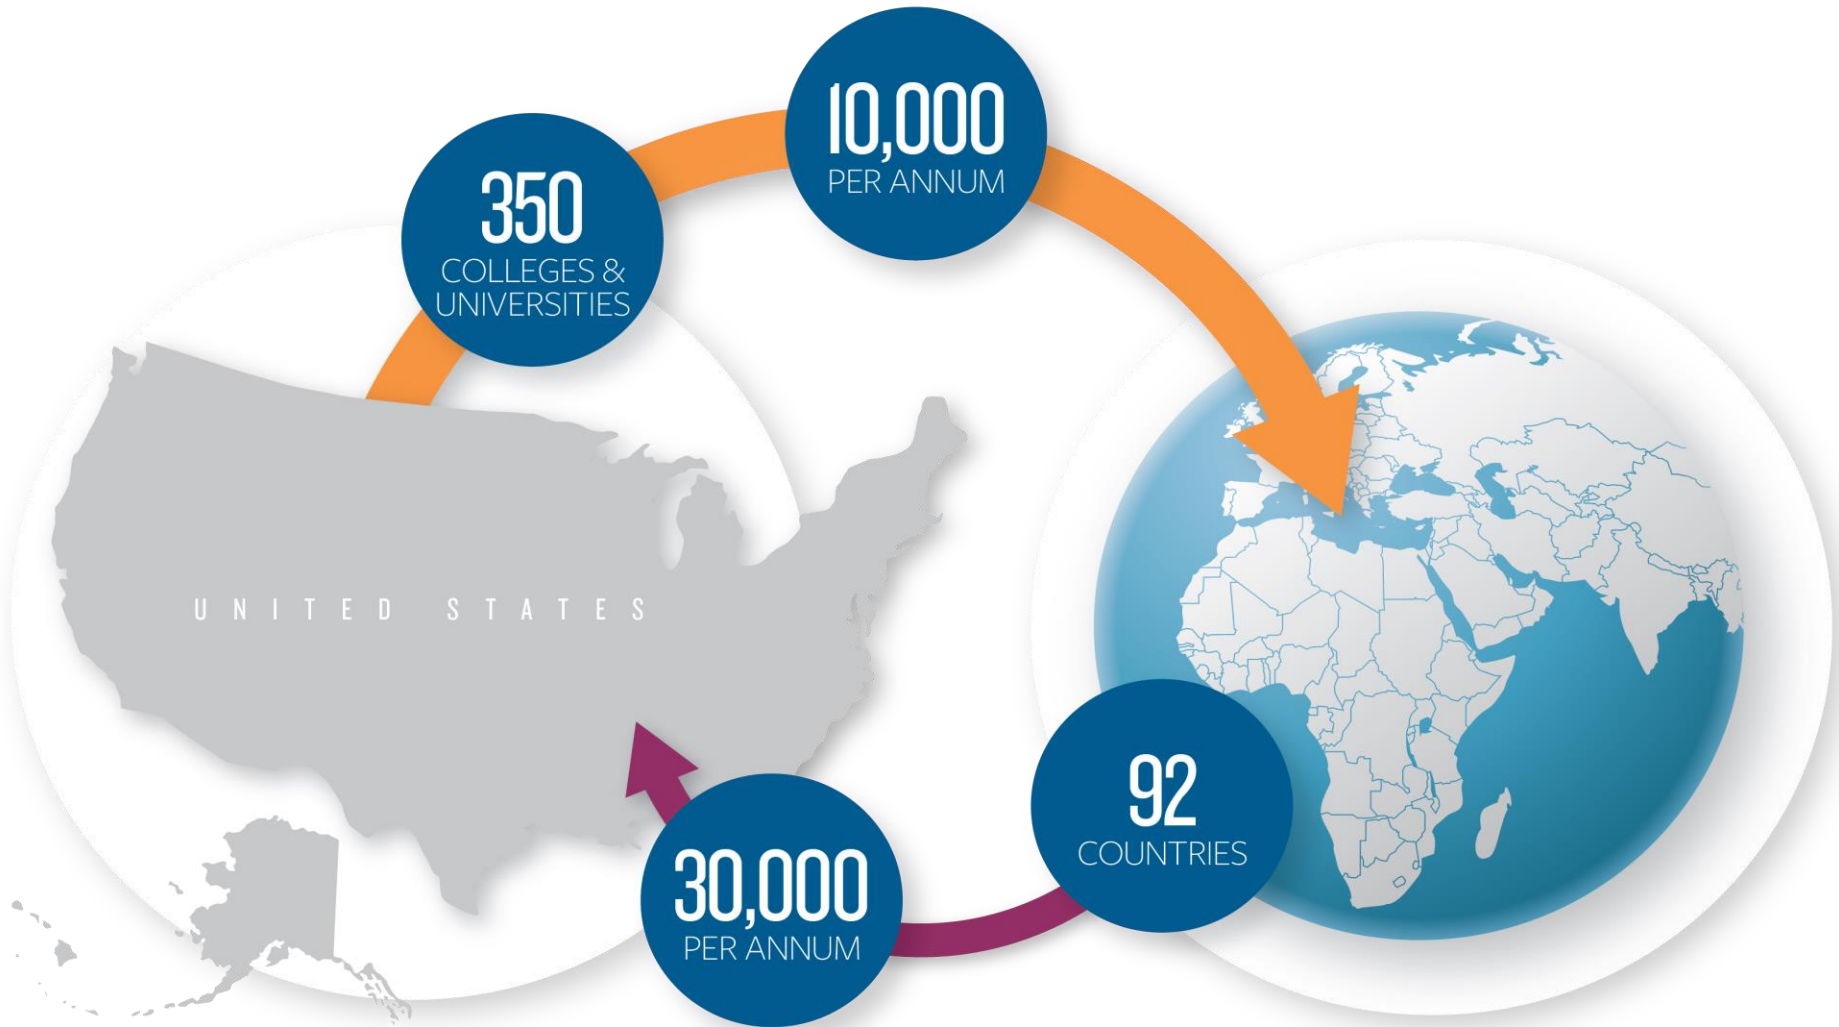 10,000
PER ANNUM
350
COLLEGES &
UNIVERSITIES
UNITED STATES
92
COUNTRIES
30,000
PER ANNUM